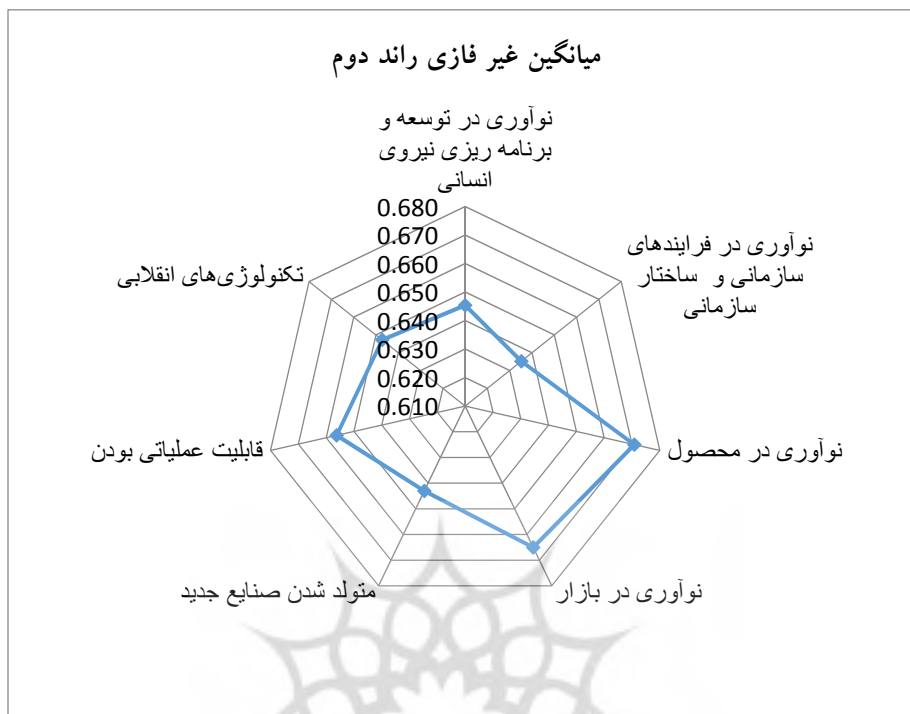 میانگین غیر فازی راند دوم
نوآوری در توسعه و
برنامه ریزی نیروی
انسانی
0.680
0.670
0.660
0.650
0.640
0.630
0.620
0.610
نوآوری در فرایندهای
سازمانی و ساختار
سازمانی
نوآوری در محصول
نوآوری در بازار
متولد شدن صنایع جدید
قابلیت عملیاتی بودن
تکنولوژی‌های انقلابی